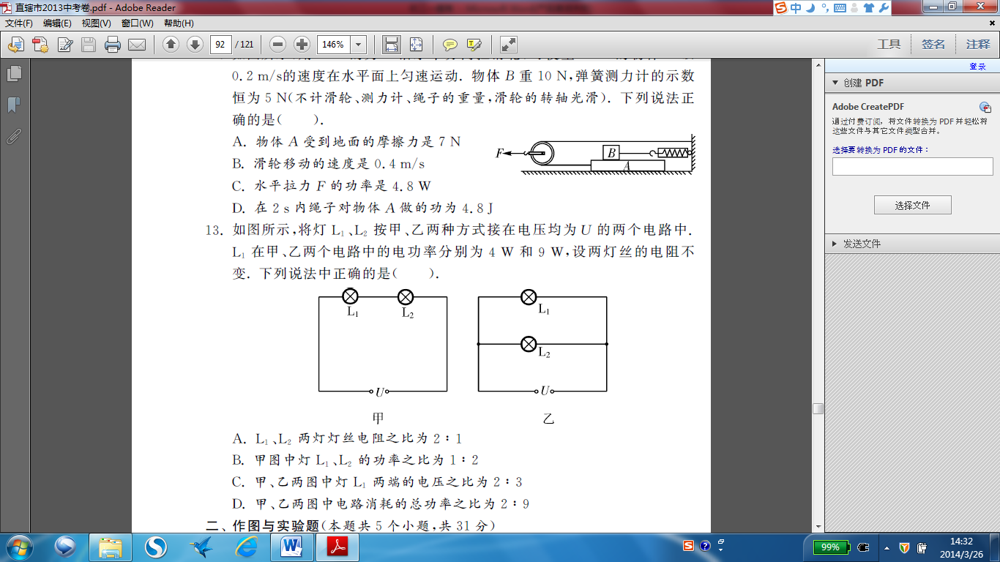 直辖市2013中考卷.pdf - Adobe Reader
中
文件(F) 编辑(E) 视图(V) 窗口(W) 帮助(H)
92 / 121 146% 工具 签名 注释
登录
创建 PDF
Adobe CreatePDF
通过付费订阅，将文件转换为 PDF 并轻松将
这些文件与其它文件类型合并。
选择要转换为 PDF 的文件：
选择文件
发送文件
0.2 m/s的速度在水平面上匀速运动. 物体 B 重 10 N,弹簧测力计的示数
恒为 5 N(不计滑轮、测力计、绳子的重量,滑轮的转轴光滑). 下列说法正
确的是( ).
A. 物体 A 受到地面的摩擦力是 7 N
B. 滑轮移动的速度是 0.4 m/s
C. 水平拉力 F 的功率是 4.8 W
D. 在 2 s 内绳子对物体 A 做的功为 4.8 J
F B A
13. 如图所示,将灯 L₁、L₂ 按甲、乙两种方式接在电压均为 U 的两个电路中.
L₁ 在甲、乙两个电路中的电功率分别为 4 W 和 9 W,设两灯丝的电阻不
变. 下列说法中正确的是( ).
L₁ L₂ U 甲
L₁ L₂ U 乙
A. L₁、L₂ 两灯灯丝电阻之比为 2∶1
B. 甲图中灯 L₁、L₂ 的功率之比为 1∶2
C. 甲、乙两图中灯 L₁ 两端的电压之比为 2∶3
D. 甲、乙两图中电路消耗的总功率之比为 2∶9
二、作图与实验题(本题共 5 个小题,共 31 分)
99%
14:32
2014/3/26